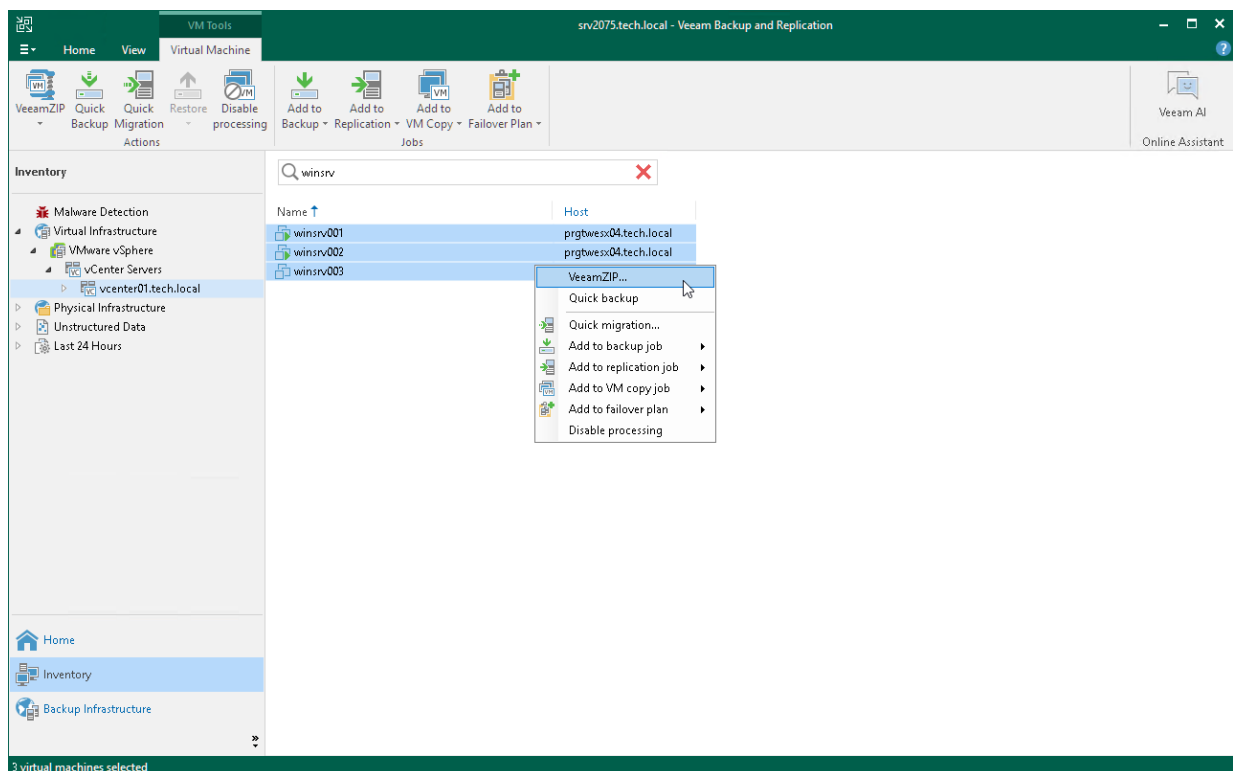 VM Tools
srv2075.tech.local - Veeam Backup and Replication
Home View Virtual Machine
VeeamZIP Quick Backup Quick Migration Restore Disable processing
Actions
Add to Backup Add to Replication Add to VM Copy Add to Failover Plan
Jobs
Veeam AI
Online Assistant
Inventory
Malware Detection
Virtual Infrastructure
VMware vSphere
vCenter Servers
vcenter01.tech.local
Physical Infrastructure
Unstructured Data
Last 24 Hours
winsrv
Name Host
winsrv001 prgtwesx04.tech.local
winsrv002 prgtwesx04.tech.local
winsrv003
VeeamZIP...
Quick backup
Quick migration...
Add to backup job
Add to replication job
Add to VM copy job
Add to failover plan
Disable processing
Home
Inventory
Backup Infrastructure
3 virtual machines selected